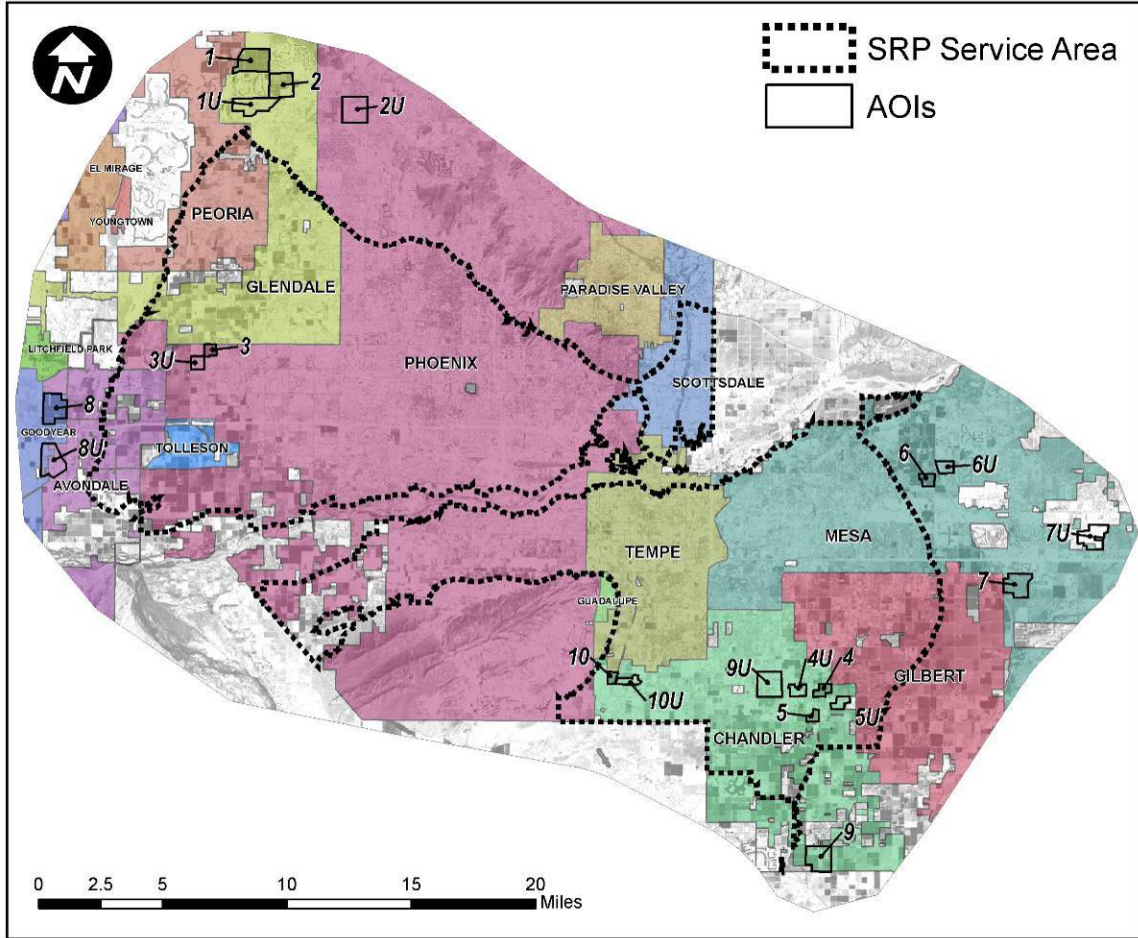 N
SRP Service Area
AOIs
1
2
1U
2U
EL MIRAGE
YOUNGTOWN
PEORIA
GLENDALE
PARADISE VALLEY
LITCHFIELD PARK
3U
3
PHOENIX
SCOTTSDALE
8
GOODYEAR
8U
TOLLESON
AVONDALE
6
6U
7U
MESA
TEMPE
7
GUADALUPE
10
10U
9U
4U
4
GILBERT
5
5U
CHANDLER
9
0 2.5 5 10 15 20
Miles